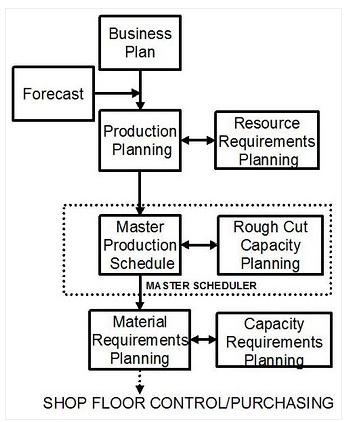 Business
Plan
Forecast
Production
Planning
Resource
Requirements
Planning
Master
Production
Schedule
Rough Cut
Capacity
Planning
MASTER SCHEDULER
Material
Requirements
Planning
Capacity
Requirements
Planning
SHOP FLOOR CONTROL/PURCHASING